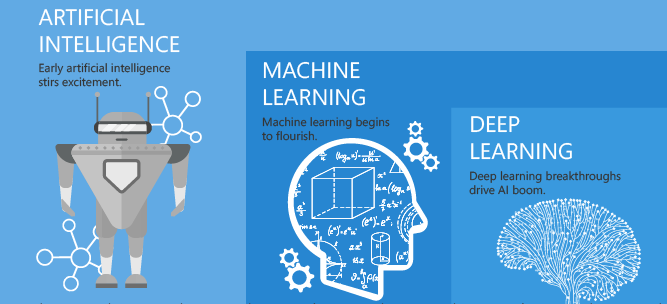 ARTIFICIAL
INTELLIGENCE
Early artificial intelligence
stirs excitement.
MACHINE
LEARNING
Machine learning begins
to flourish.
DEEP
LEARNING
Deep learning breakthroughs
drive AI boom.